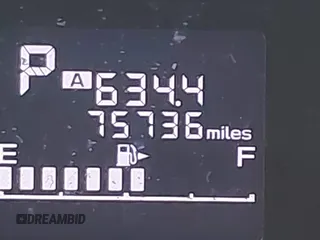 P
A 634.4
75736 miles
E F
DREAMBID